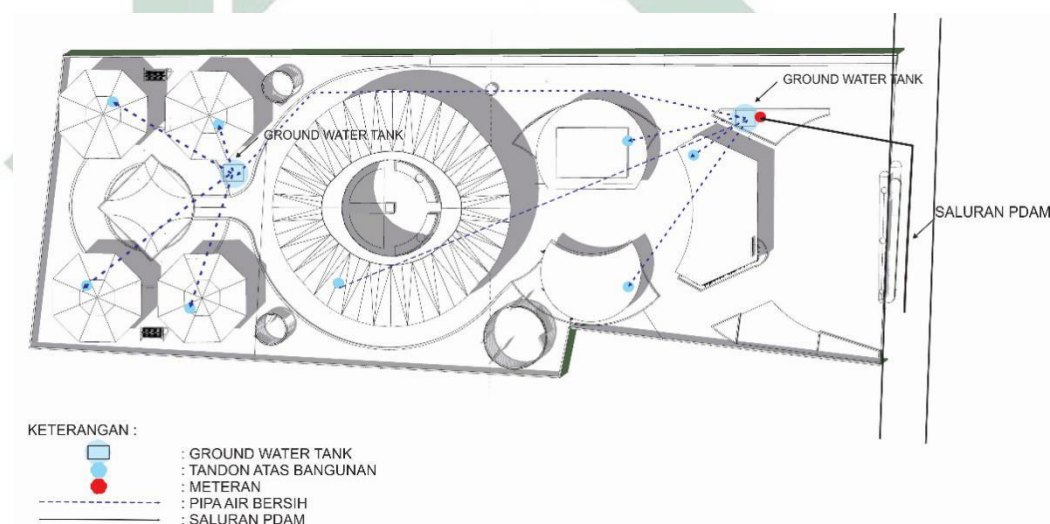 GROUND WATER TANK
GROUND WATER TANK
SALURAN PDAM
KETERANGAN :
: GROUND WATER TANK
: TANDON ATAS BANGUNAN
: METERAN
: PIPA AIR BERSIH
: SALURAN PDAM